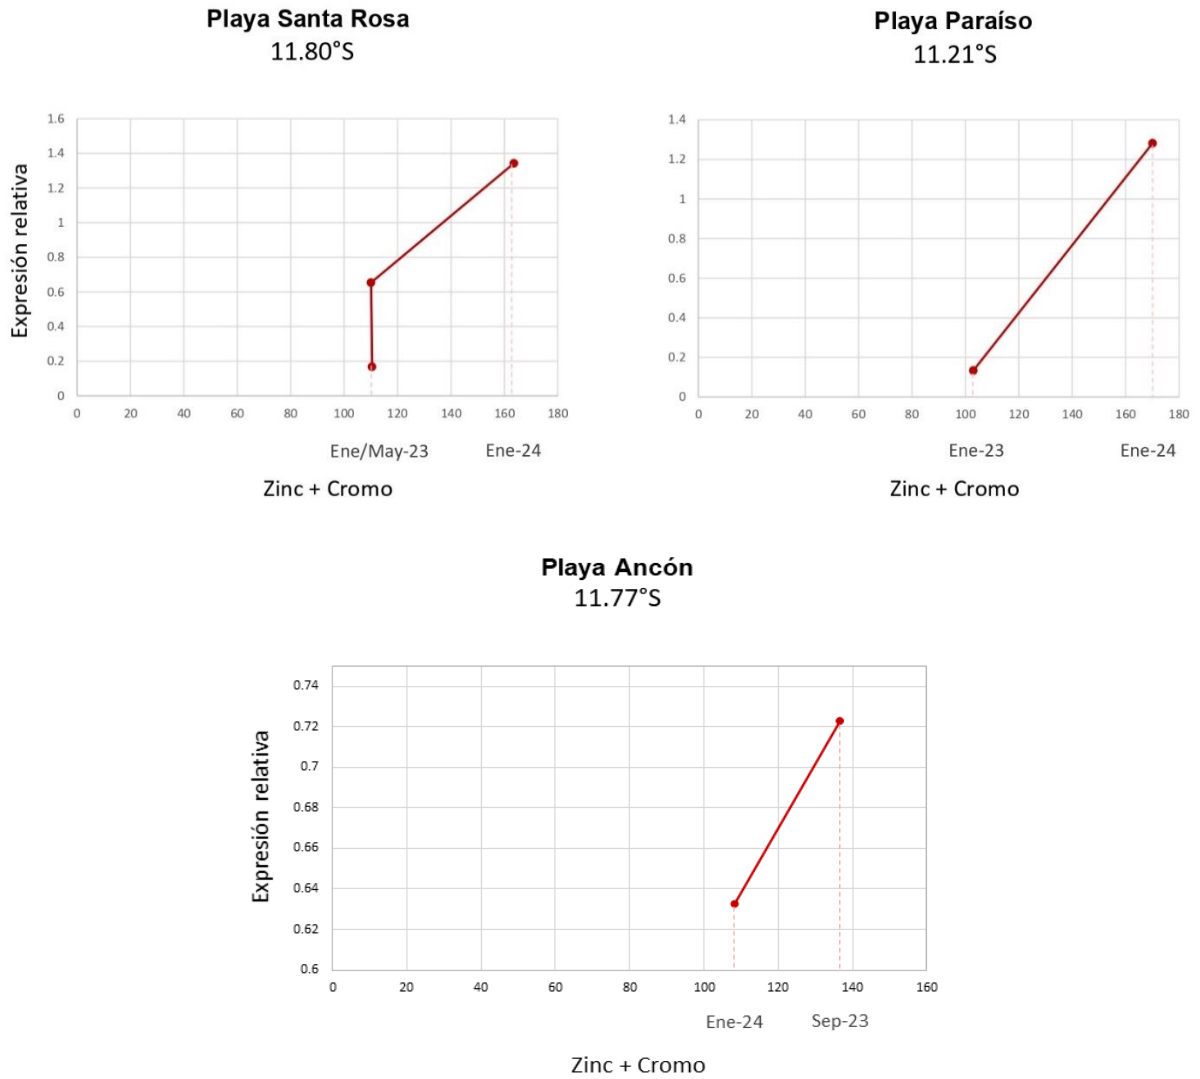 Playa Santa Rosa
11.80°S
Expresión relativa
1.6
1.4
1.2
1
0.8
0.6
0.4
0.2
0
0 20 40 60 80 100 120 140 160 180
Ene/May-23 Ene-24
Zinc + Cromo
Playa Paraíso
11.21°S
1.4
1.2
1
0.8
0.6
0.4
0.2
0
0 20 40 60 80 100 120 140 160 180
Ene-23 Ene-24
Zinc + Cromo
Playa Ancón
11.77°S
Expresión relativa
0.74
0.72
0.7
0.68
0.66
0.64
0.62
0.6
0 20 40 60 80 100 120 140 160
Ene-24 Sep-23
Zinc + Cromo